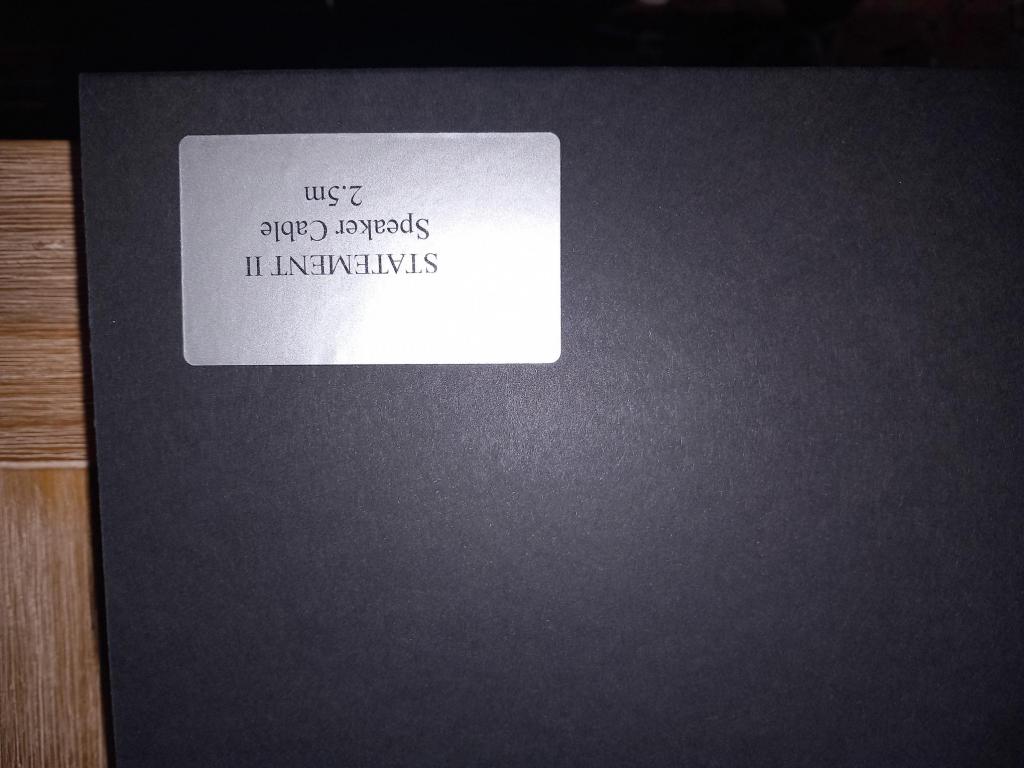 STATEMENT II
Speaker Cable
2.5m